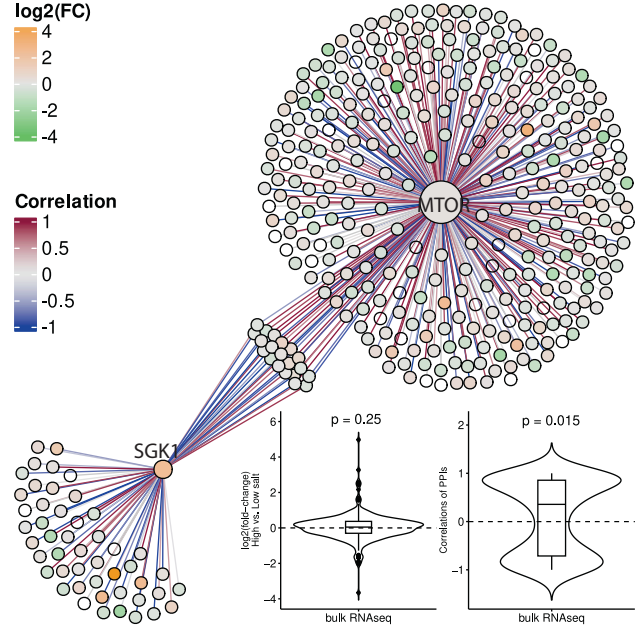 log2(FC)
4
2
0
-2
-4
Correlation
1
0.5
0
-0.5
-1
MTOR
SGK1
p = 0.25
log2(fold-change)
High vs. Low salt
6
4
2
0
−2
−4
bulk RNAseq
p = 0.015
Correlations of PPIs
2
1
0
−1
bulk RNAseq